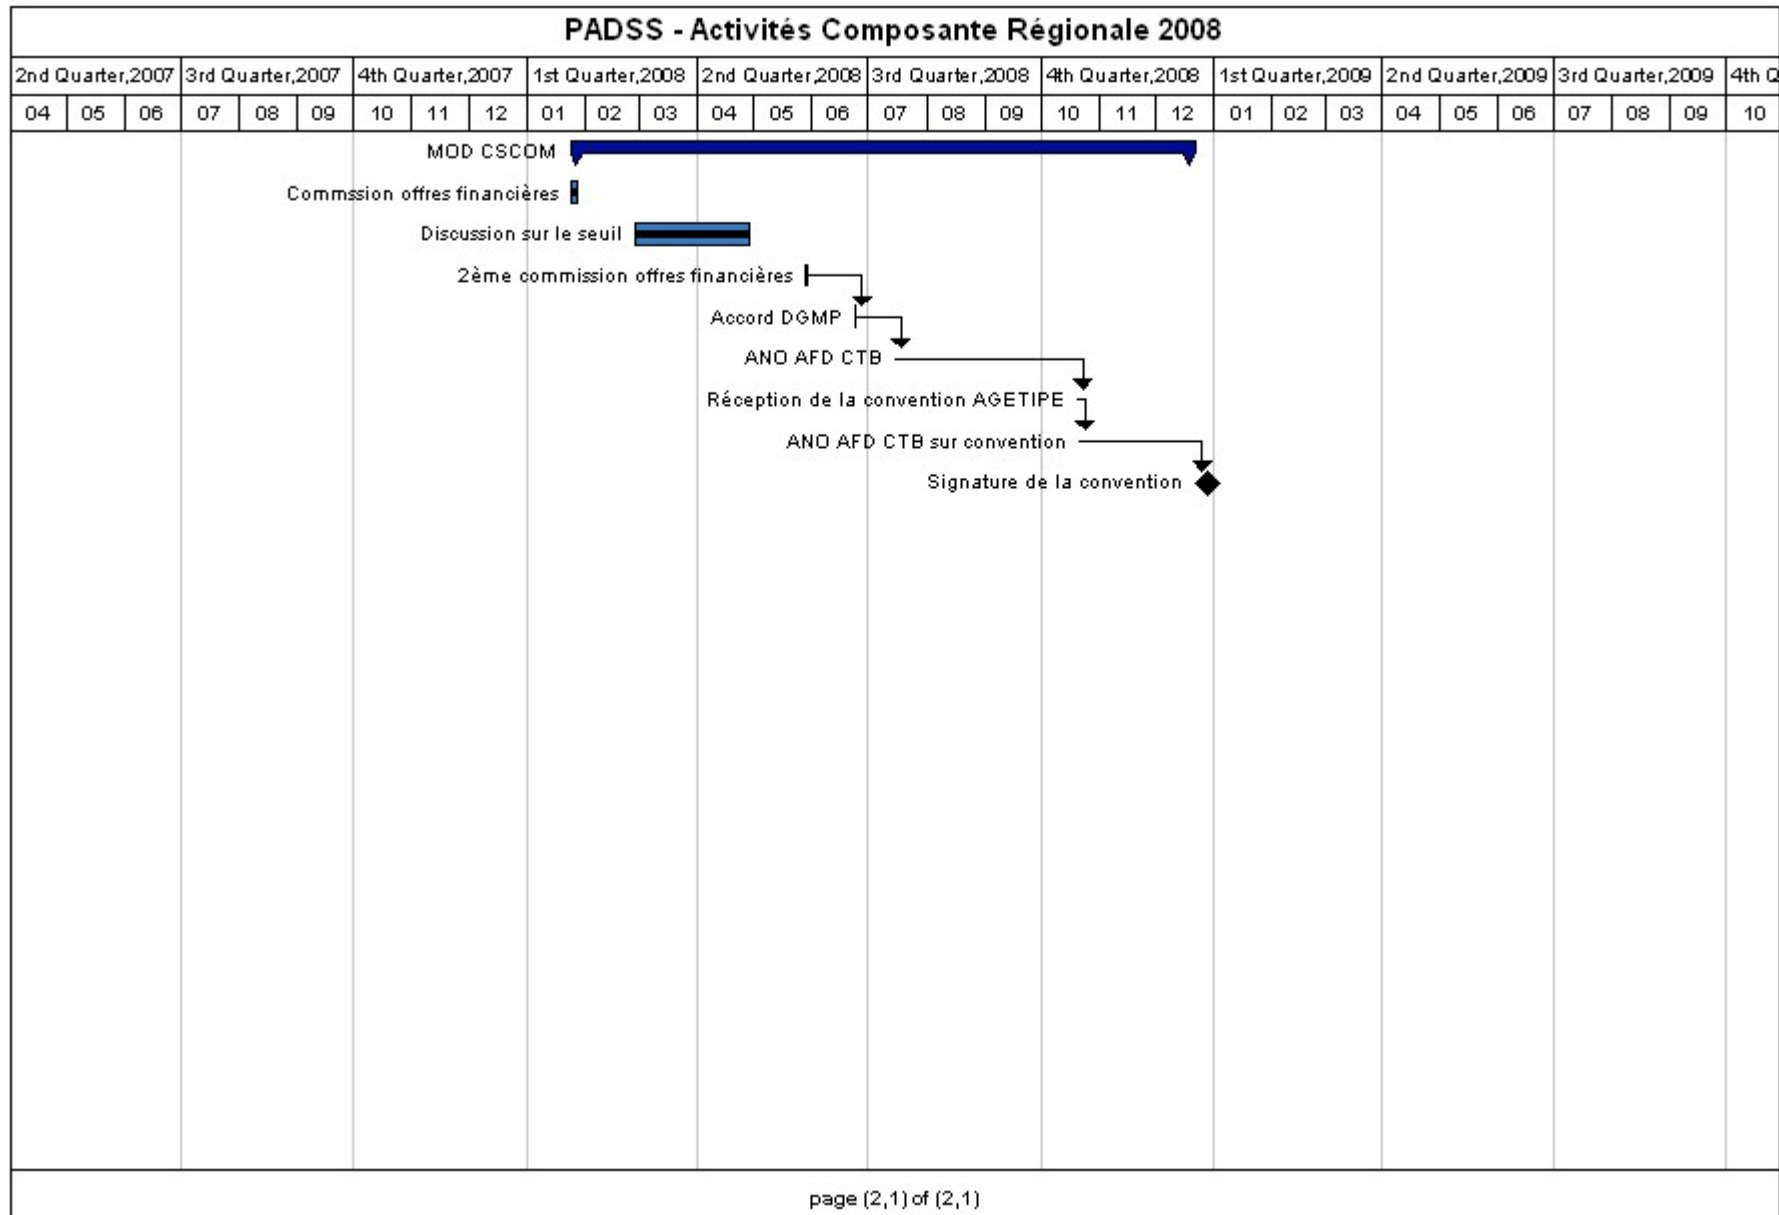 PADSS - Activités Composante Régionale 2008
2nd Quarter,2007 3rd Quarter,2007 4th Quarter,2007 1st Quarter,2008 2nd Quarter,2008 3rd Quarter,2008 4th Quarter,2008 1st Quarter,2009 2nd Quarter,2009 3rd Quarter,2009 4th Q
04 05 06 07 08 09 10 11 12 01 02 03 04 05 06 07 08 09 10 11 12 01 02 03 04 05 06 07 08 09 10
MOD CSCOM
Commssion offres financières
Discussion sur le seuil
2ème commission offres financières
Accord DGMP
ANO AFD CTB
Réception de la convention AGETIPE
ANO AFD CTB sur convention
Signature de la convention
page (2,1) of (2,1)